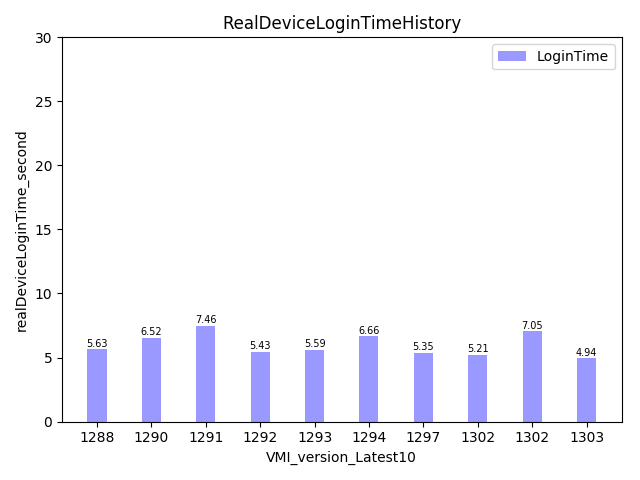 RealDeviceLoginTimeHistory
LoginTime
realDeviceLoginTime_second
30
25
20
15
10
5
0
5.63 6.52 7.46 5.43 5.59 6.66 5.35 5.21 7.05 4.94
1288 1290 1291 1292 1293 1294 1297 1302 1302 1303
VMI_version_Latest10